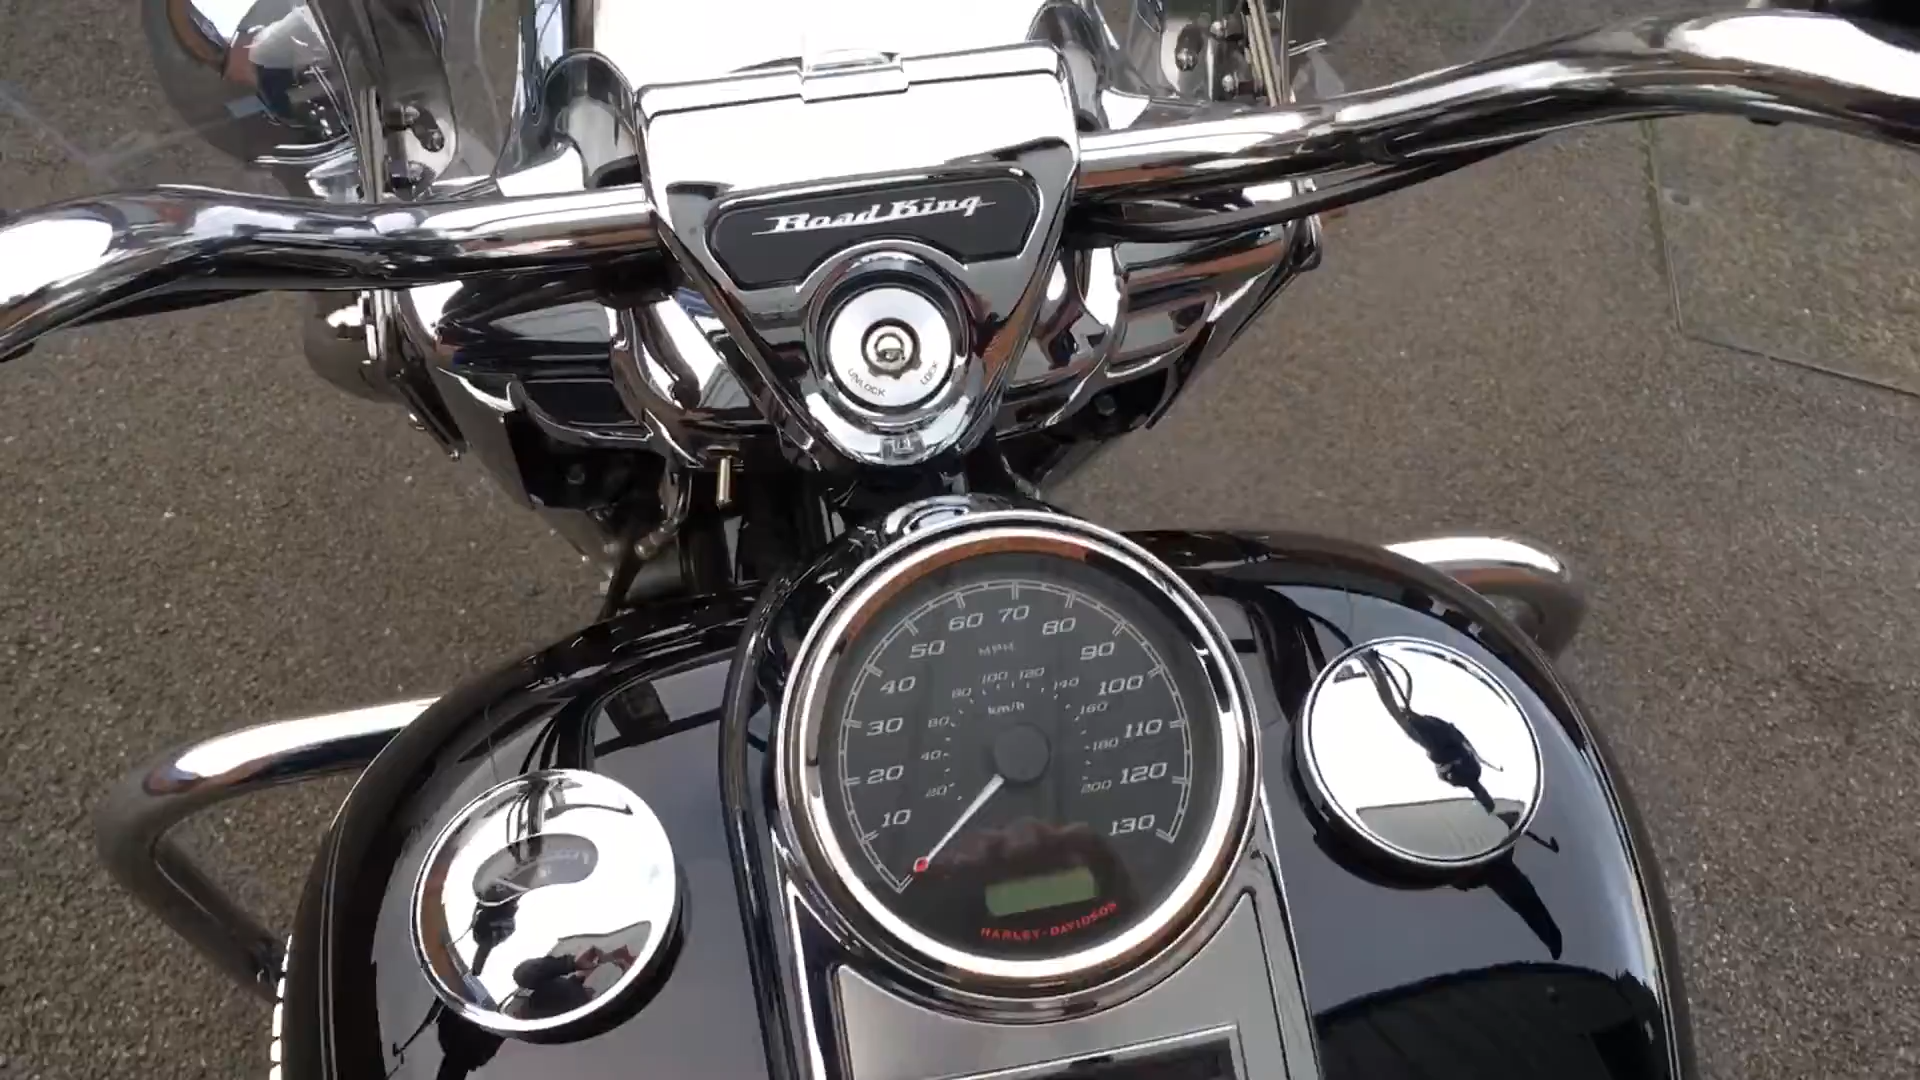 Road King
UNLOCK LOCK
60 70 80
50 MPH 90
100 120
40 80 140 100
km/h
30 60 160 110
40 180
20 20 200 120
10 130
HARLEY-DAVIDSON